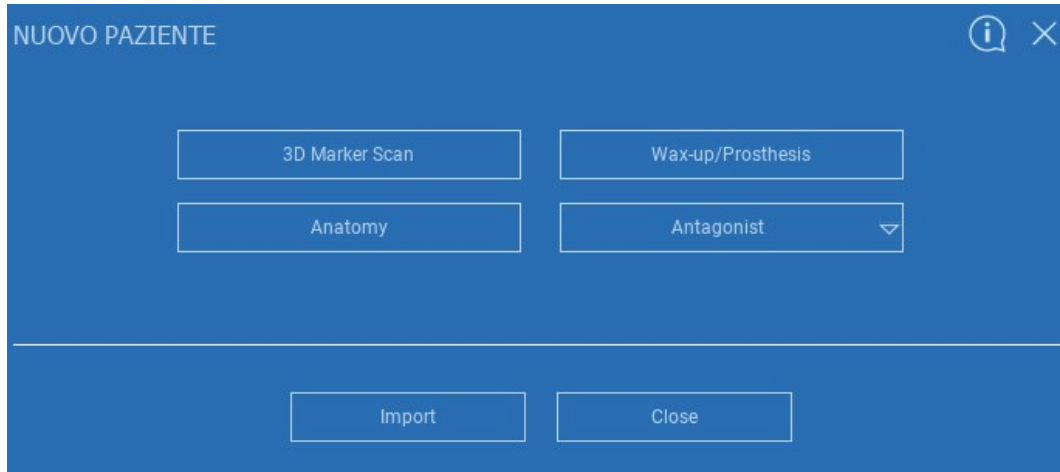 NUOVO PAZIENTE
3D Marker Scan
Wax-up/Prosthesis
Anatomy
Antagonist
Import
Close